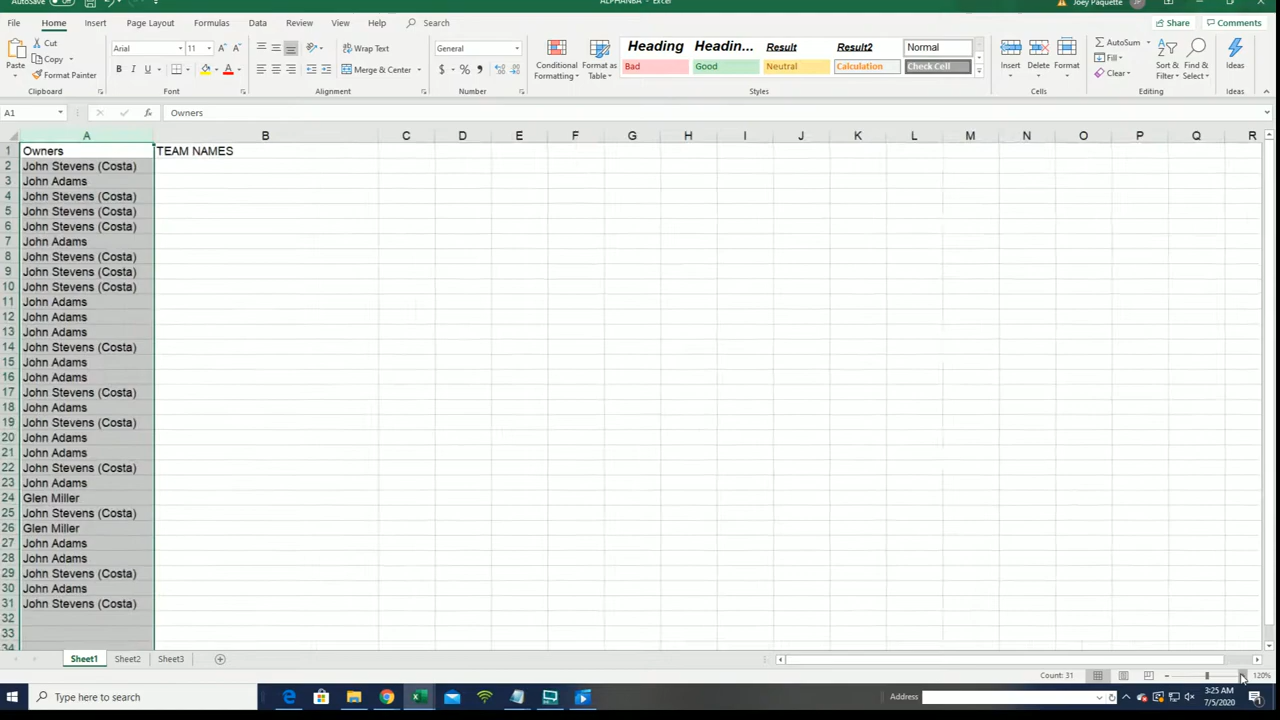 AutoSave Off ALPHANBA - Excel Joey Paquette JP
File Home Insert Page Layout Formulas Data Review View Help Search Share Comments
Paste Cut Copy Format Painter Clipboard
Arial 11 A A B I U A Font
Wrap Text Merge & Center Alignment
General $ % , Number
Conditional Formatting Format as Table
Heading Headin... Result Result2 Normal
Bad Good Neutral Calculation Check Cell
Styles
Insert Delete Format Cells
AutoSum Fill Clear Sort & Filter Find & Select Editing
Ideas Ideas
A1 fx Owners
A B C D E F G H I J K L M N O P Q R
1 Owners TEAM NAMES
2 John Stevens (Costa)
3 John Adams
4 John Stevens (Costa)
5 John Stevens (Costa)
6 John Stevens (Costa)
7 John Adams
8 John Stevens (Costa)
9 John Stevens (Costa)
10 John Stevens (Costa)
11 John Adams
12 John Adams
13 John Adams
14 John Stevens (Costa)
15 John Adams
16 John Adams
17 John Stevens (Costa)
18 John Adams
19 John Stevens (Costa)
20 John Adams
21 John Adams
22 John Stevens (Costa)
23 John Adams
24 Glen Miller
25 John Stevens (Costa)
26 Glen Miller
27 John Adams
28 John Adams
29 John Stevens (Costa)
30 John Adams
31 John Stevens (Costa)
32
33
34
Sheet1 Sheet2 Sheet3
Count: 31 120%
Type here to search Address 3:25 AM
7/5/2020